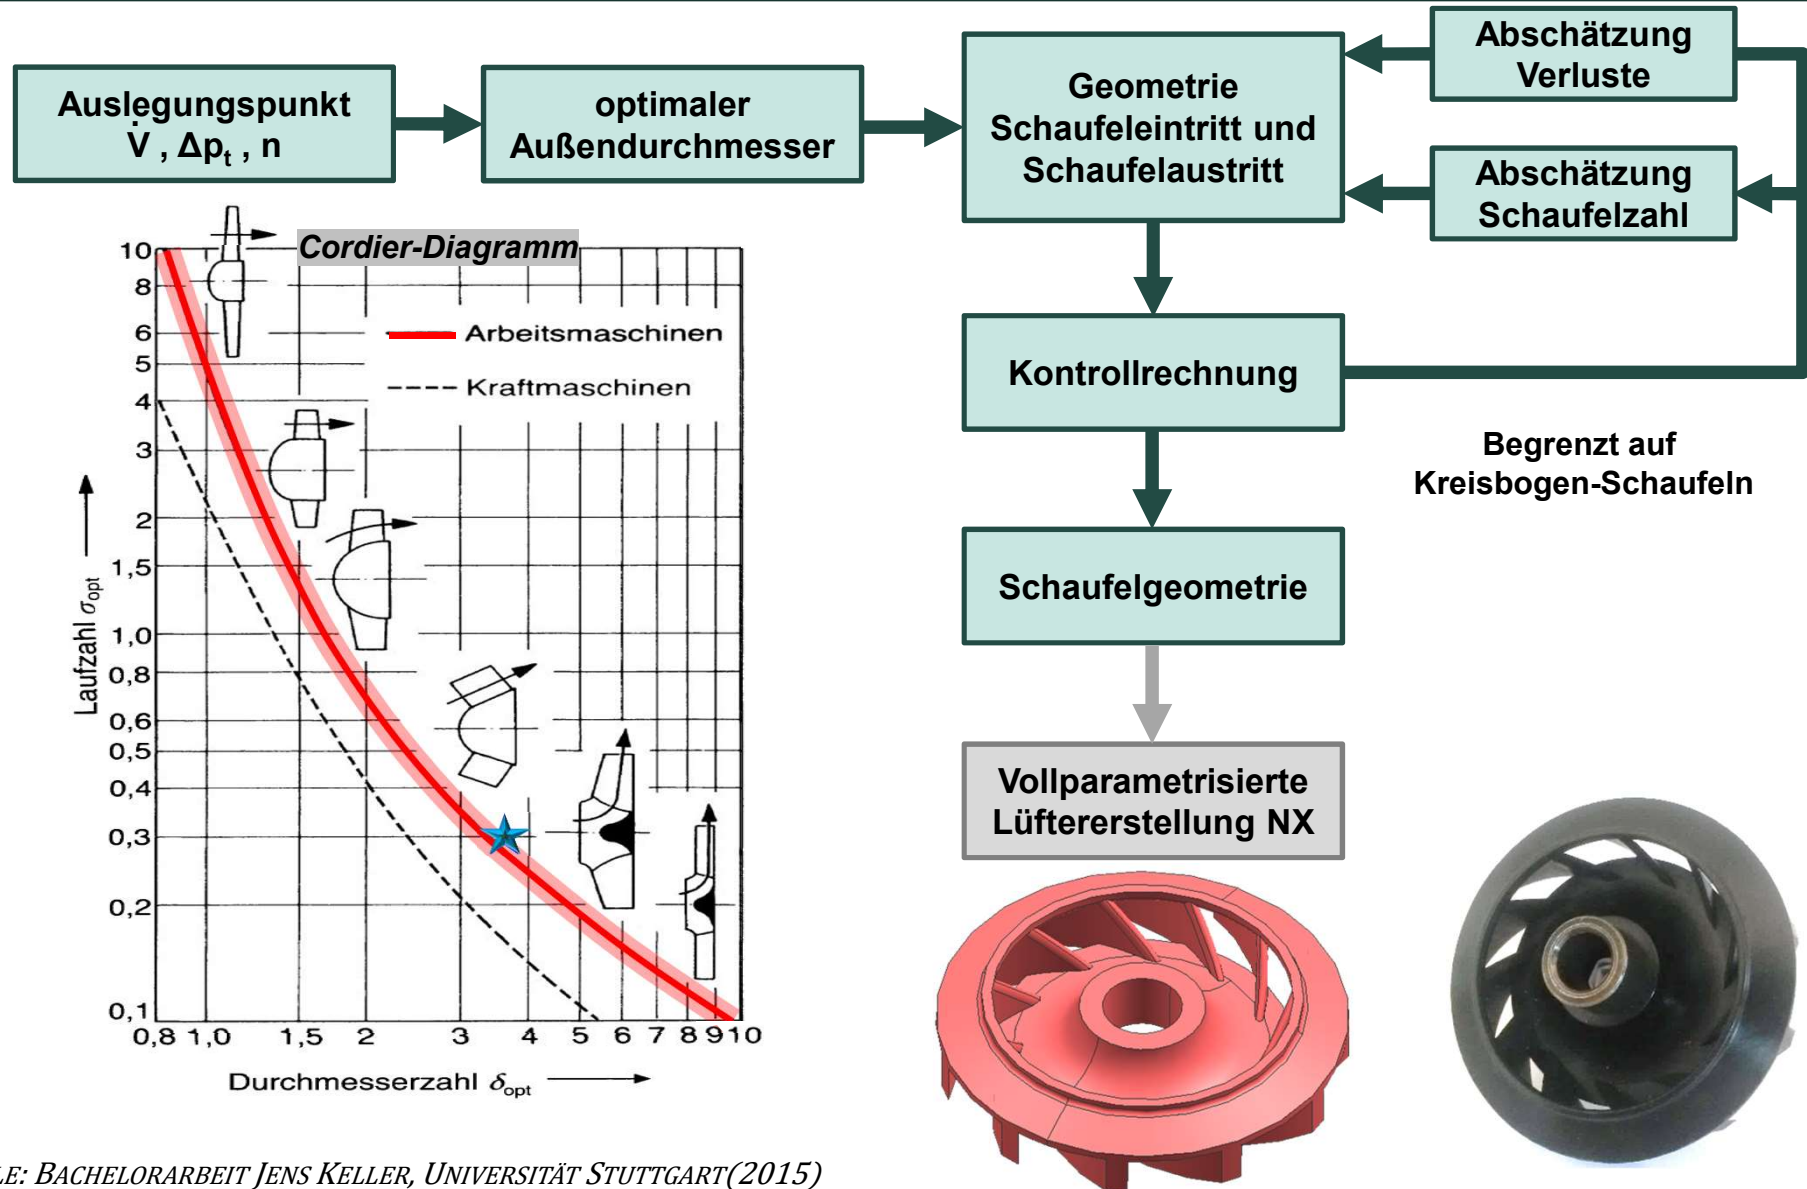 Auslegungspunkt
V̇ , Δpₜ , n
optimaler
Außendurchmesser
Geometrie
Schaufeleintritt und
Schaufelaustritt
Abschätzung
Verluste
Abschätzung
Schaufelzahl
Kontrollrechnung
Begrenzt auf
Kreisbogen-Schaufeln
Schaufelgeometrie
Vollparametrisierte
Lüftererstellung NX
Cordier-Diagramm
Arbeitsmaschinen
Kraftmaschinen
Laufzahl σopt
10
8
6
5
4
3
2
1,5
1,0
0,8
0,6
0,5
0,4
0,3
0,2
0,1
0,8 1,0 1,5 2 3 4 5 6 7 8 9 10
Durchmesserzahl δopt
LE: BACHELORARBEIT JENS KELLER, UNIVERSITÄT STUTTGART(2015)